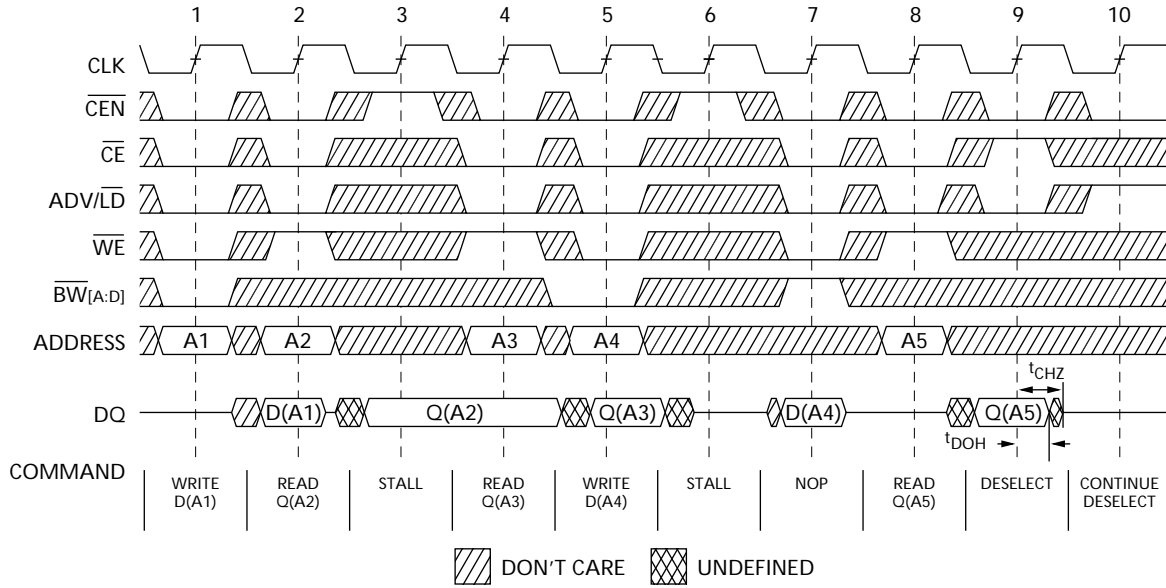 1 2 3 4 5 6 7 8 9 10
CLK
CEN
CE
ADV/LD
WE
BW[A:D]
ADDRESS A1 A2 A3 A4 A5
tCHZ
DQ D(A1) Q(A2) Q(A3) D(A4) Q(A5)
tDOH
COMMAND
WRITE D(A1)
READ Q(A2)
STALL
READ Q(A3)
WRITE D(A4)
STALL
NOP
READ Q(A5)
DESELECT
CONTINUE DESELECT
DON'T CARE UNDEFINED